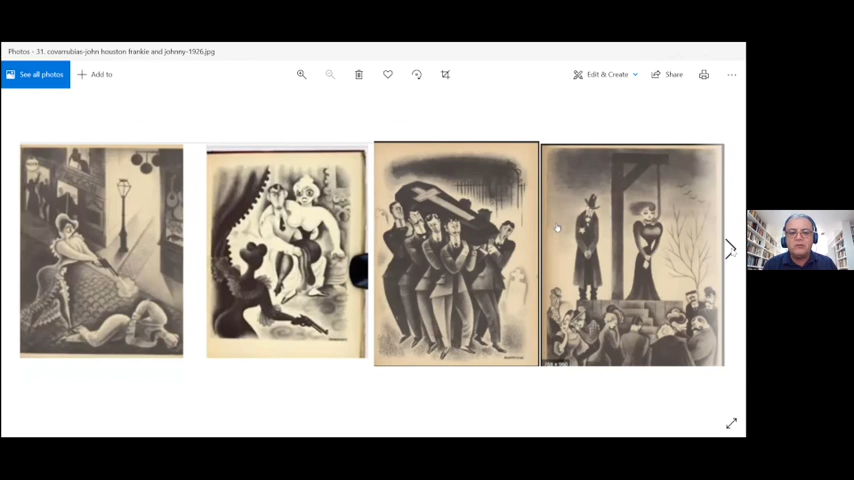 Photos - 31. covarrubias-john houston frankie and johnny-1926.jpg
See all photos
Add to
Edit & Create
Share